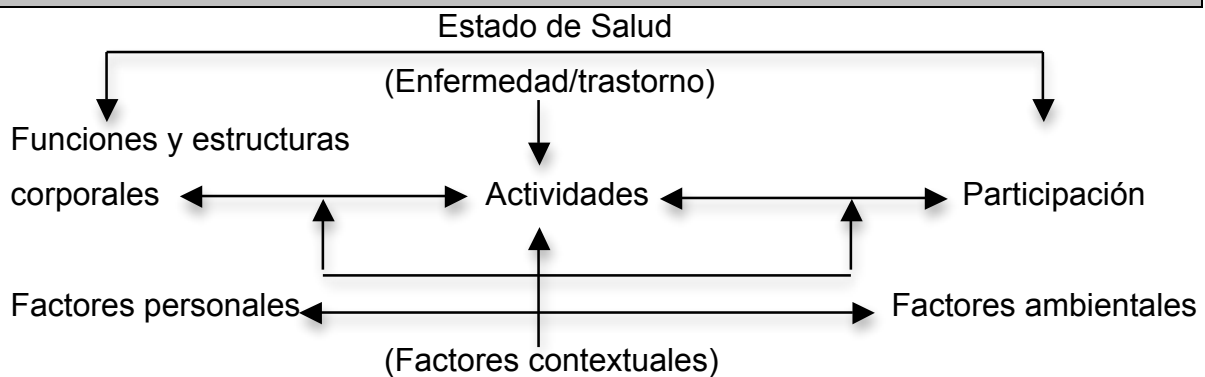 Estado de Salud
(Enfermedad/trastorno)
Funciones y estructuras
corporales Actividades Participación
Factores personales Factores ambientales
(Factores contextuales)